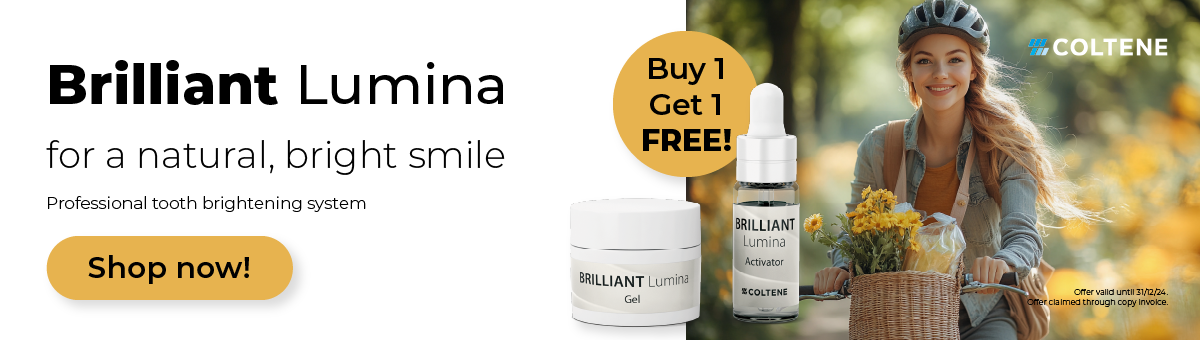 Brilliant Lumina
for a natural, bright smile
Professional tooth brightening system
Shop now!
Buy 1
Get 1
FREE!
BRILLIANT Lumina
Gel
BRILLIANT
Lumina
Activator
COLTENE
COLTENE
Offer valid until 31/12/24.
Offer claimed through copy invoice.